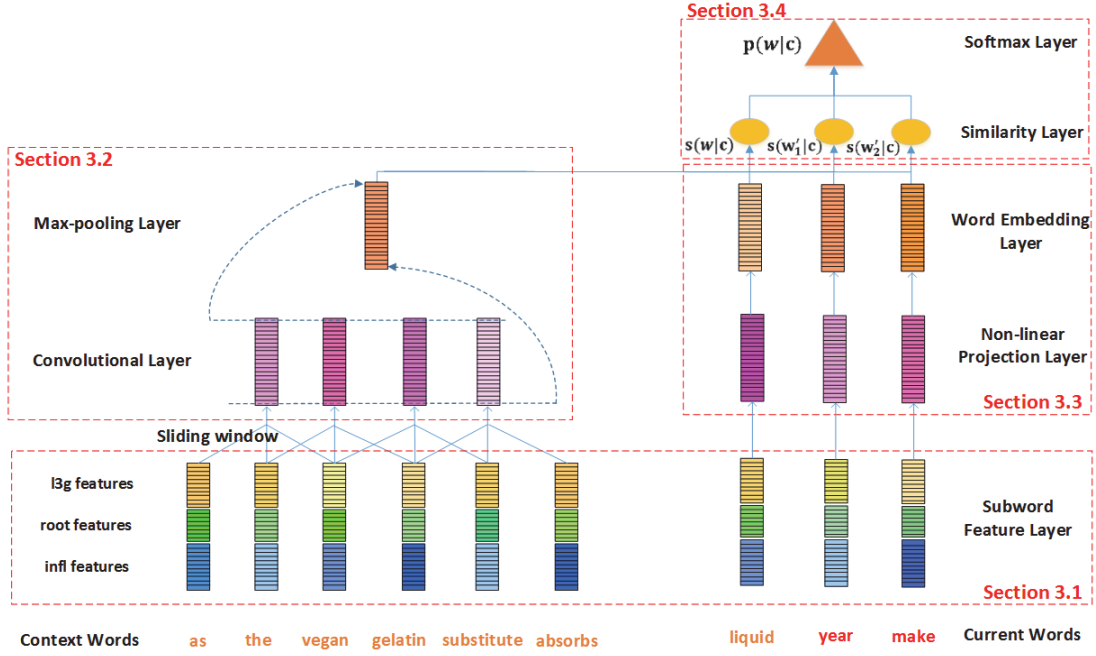 Section 3.4
p(w|c)
Softmax Layer
Similarity Layer
s(w|c)
s(w′₁|c)
s(w′₂|c)
Section 3.2
Max-pooling Layer
Convolutional Layer
Sliding window
Word Embedding
Layer
Non-linear
Projection Layer
Section 3.3
l3g features
root features
infl features
Subword
Feature Layer
Section 3.1
Context Words as the vegan gelatin substitute absorbs liquid year make Current Words